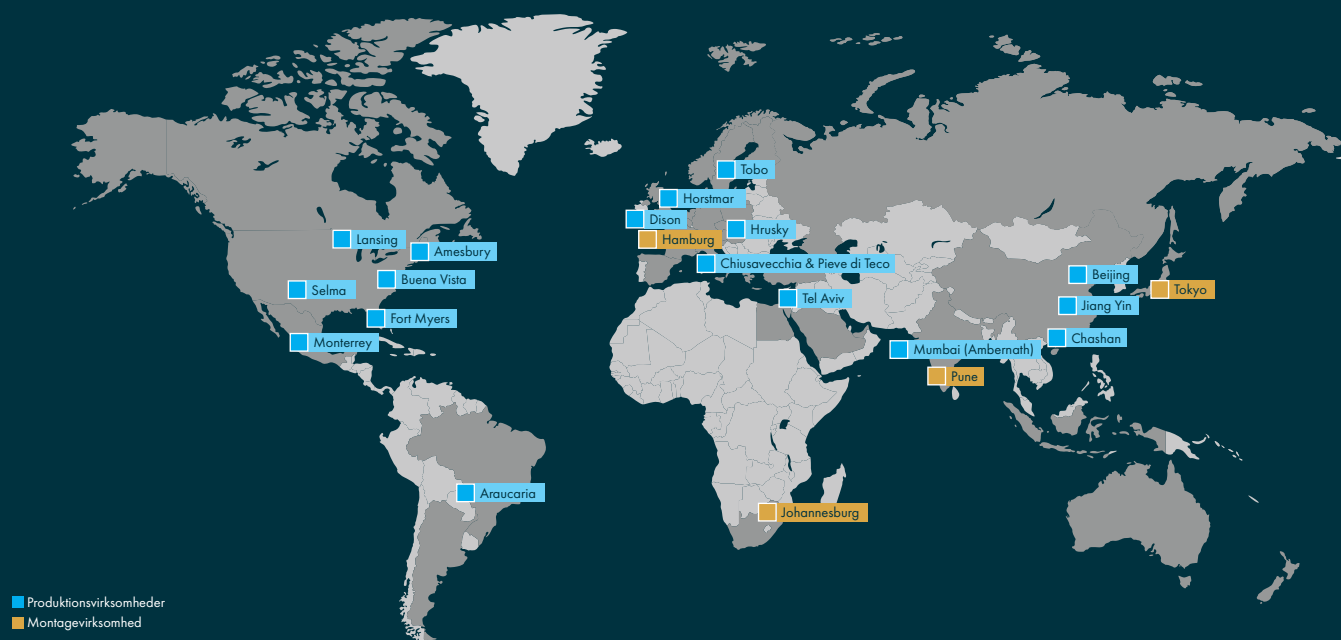 Tobo
Horstmar
Dison
Hrusky
Lansing
Hamburg
Amesbury
Chiusavecchia & Pieve di Teco
Beijing
Buena Vista
Selma
Tokyo
Tel Aviv
Jiang Yin
Fort Myers
Chashan
Monterrey
Mumbai (Ambernath)
Pune
Araucaria
Johannesburg
Produktionsvirksomheder
Montagevirksomhed